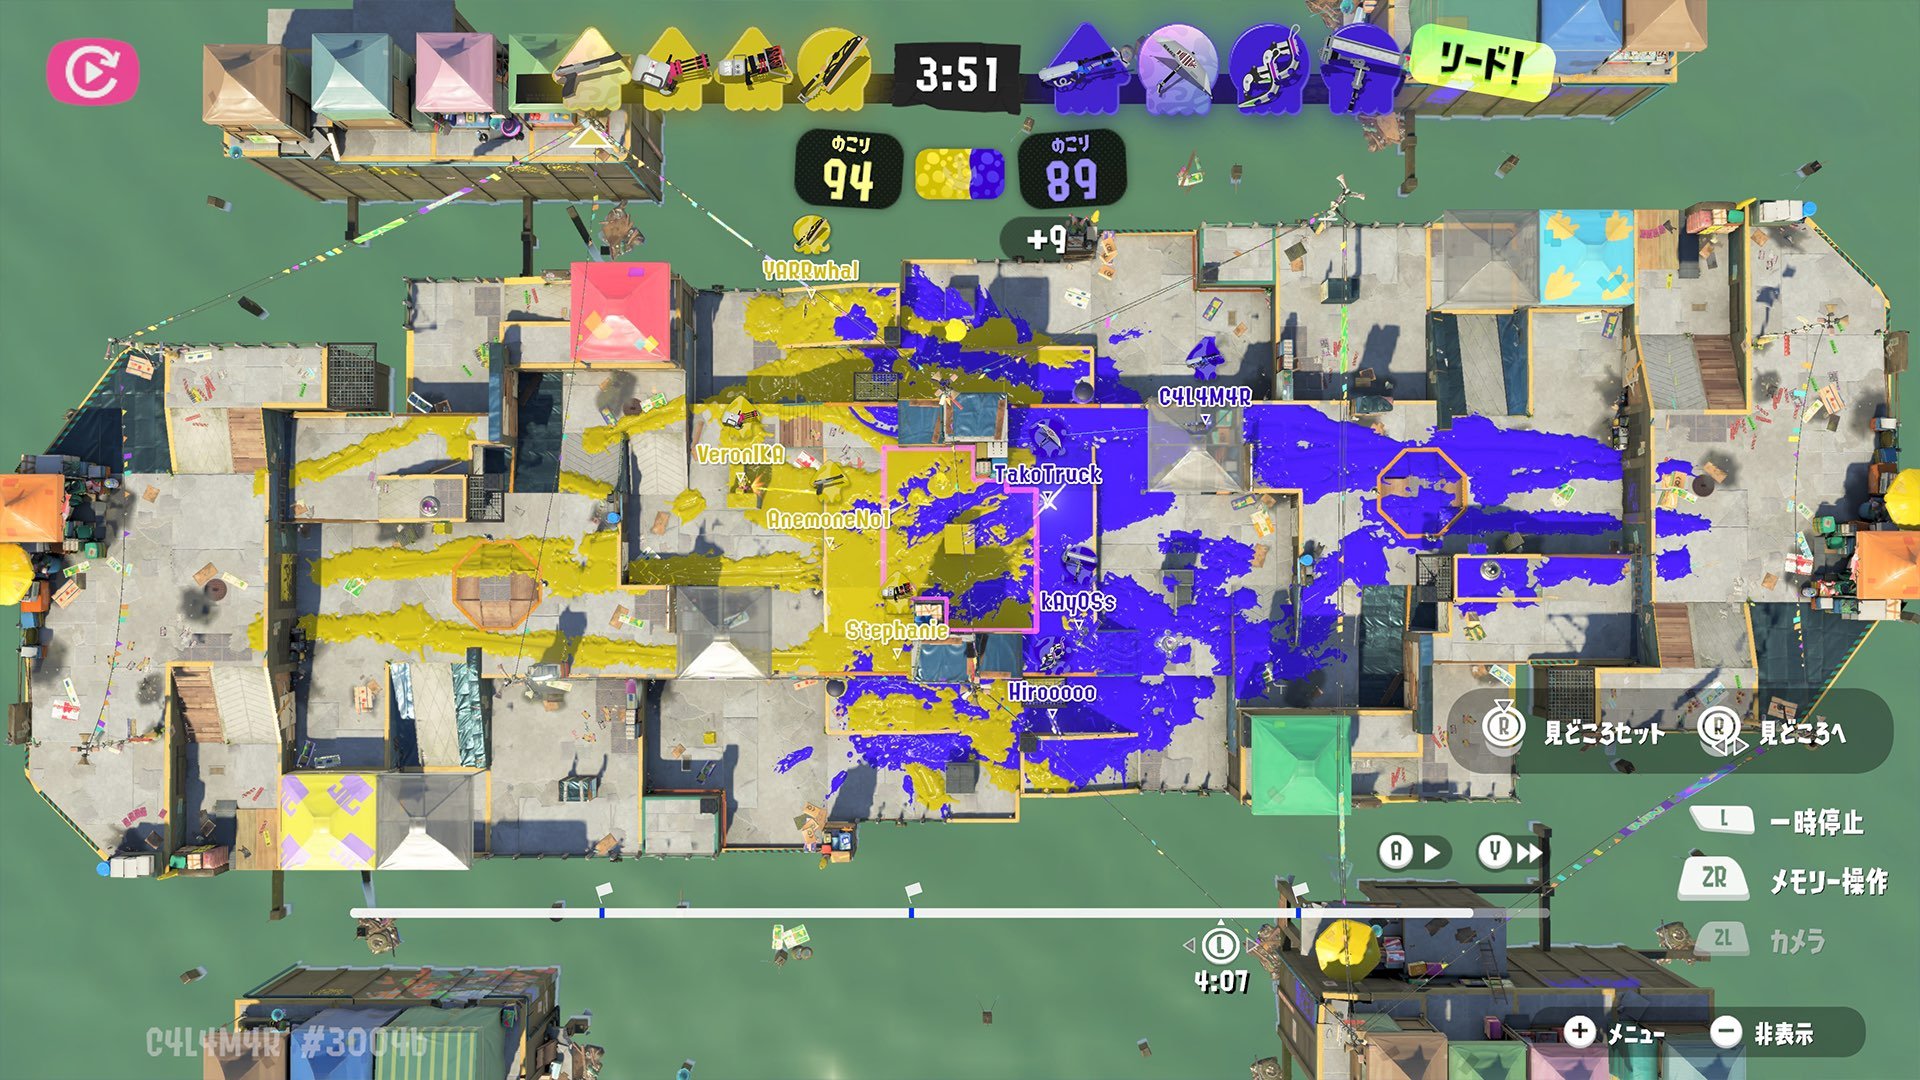 3:51
リード!
のこり
94
のこり
89
+9
YARRwhal
C4L4M4R
VeronIKA
TakoTruck
AnemoneNo1
kAyOSs
Stephanie
Hirooooo
R 見どころセット R 見どころへ
L 一時停止
A Y
ZR メモリー操作
ZL カメラ
L
4:07
C4L4M4R #30046
+ メニュー − 非表示